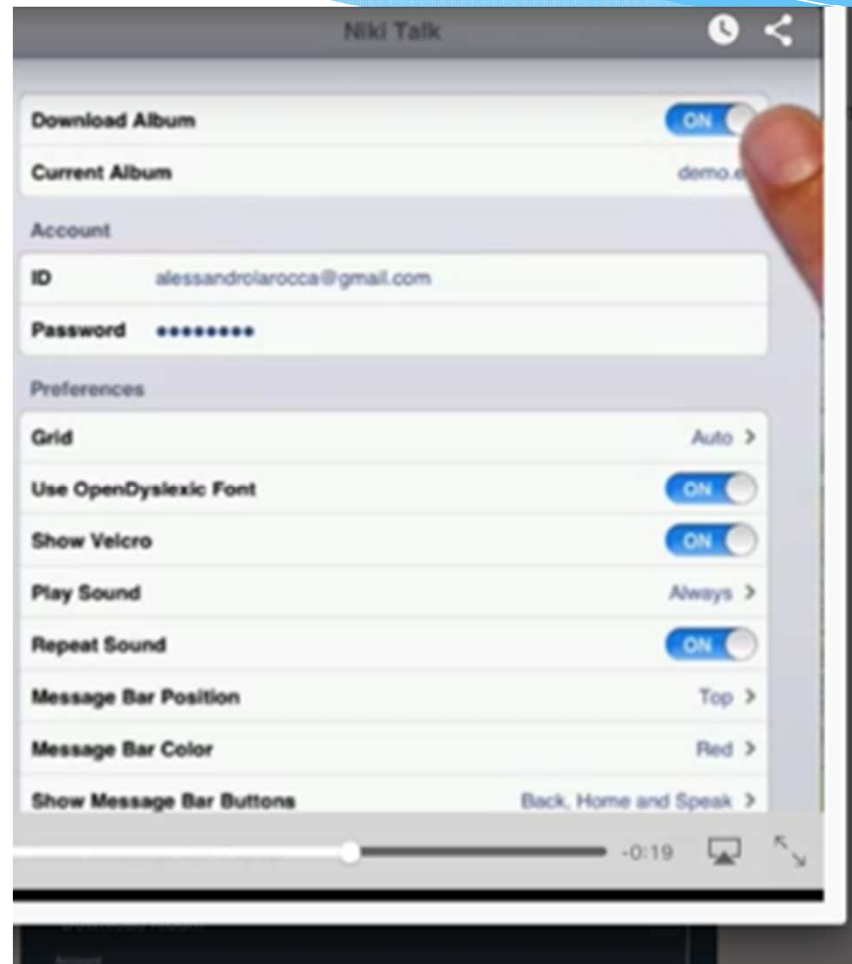 Niki Talk
Download Album ON
Current Album demo.e
Account
ID alessandrolarocca@gmail.com
Password ●●●●●●●●●
Preferences
Grid Auto >
Use OpenDyslexic Font ON
Show Velcro ON
Play Sound Always >
Repeat Sound ON
Message Bar Position Top >
Message Bar Color Red >
Show Message Bar Buttons Back, Home and Speak >
-0:19